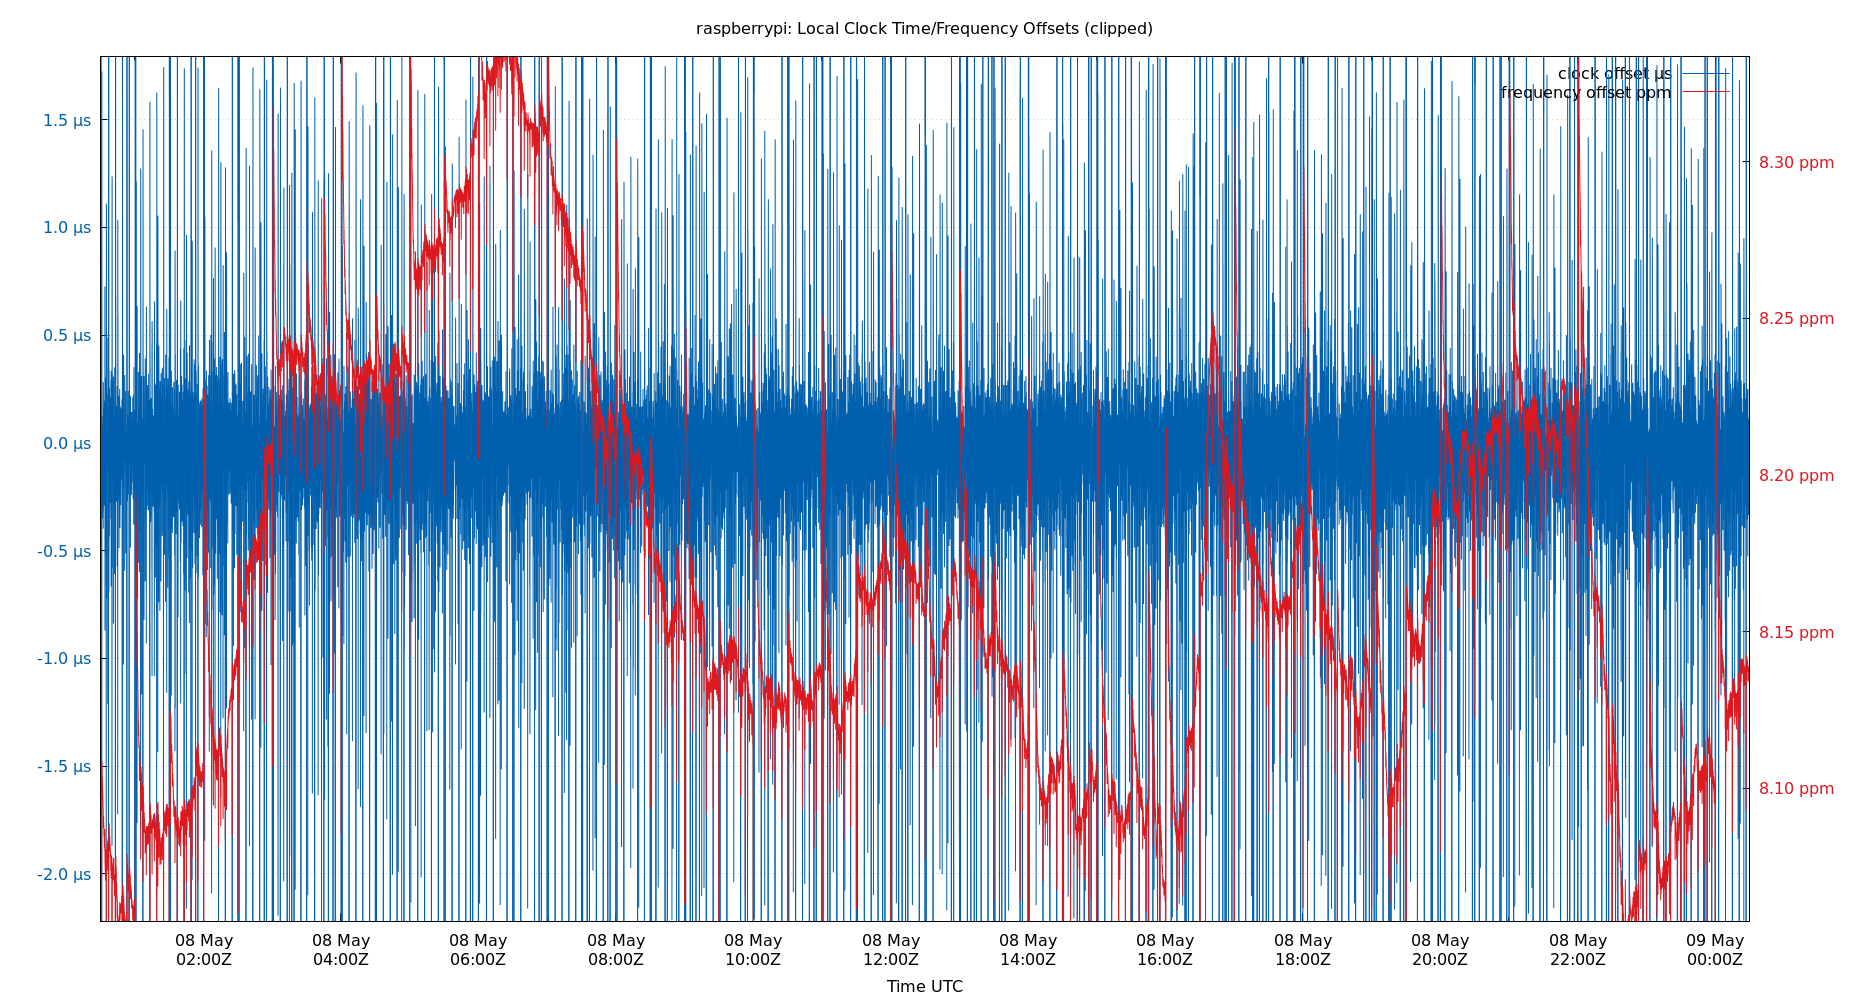 raspberrypi: Local Clock Time/Frequency Offsets (clipped)
clock offset µs
frequency offset ppm
1.5 µs
1.0 µs
0.5 µs
0.0 µs
-0.5 µs
-1.0 µs
-1.5 µs
-2.0 µs
8.30 ppm
8.25 ppm
8.20 ppm
8.15 ppm
8.10 ppm
08 May 08 May 08 May 08 May 08 May 08 May 08 May 08 May 08 May 08 May 08 May 09 May
02:00Z 04:00Z 06:00Z 08:00Z 10:00Z 12:00Z 14:00Z 16:00Z 18:00Z 20:00Z 22:00Z 00:00Z
Time UTC